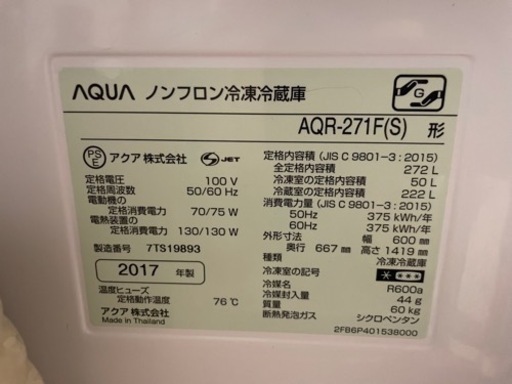 AQUA ノンフロン冷凍冷蔵庫
G
AQR-271F(S) 形
PS
E
アクア株式会社
S JET
定格電圧 100 V
定格周波数 50/60 Hz
電動機の
定格消費電力 70/75 W
電熱装置の
定格消費電力 130/130 W
製造番号 7TS19893
2017 年製
温度ヒューズ
定格動作温度 76℃
アクア株式会社
Made in Thailand
定格内容積 (JIS C 9801-3 : 2015)
全定格内容積 272 L
冷凍室の定格内容積 50 L
冷蔵室の定格内容積 222 L
消費電力量 (JIS C 9801-3 : 2015)
50Hz 375 kWh/年
60Hz 375 kWh/年
外形寸法 幅 600 mm
奥行 667 mm 高さ 1419 mm
種類 冷凍冷蔵庫
冷凍室の記号
冷媒名 R600a
冷媒封入量 44 g
質量 60 kg
断熱発泡ガス シクロペンタン
2FB6P401539000